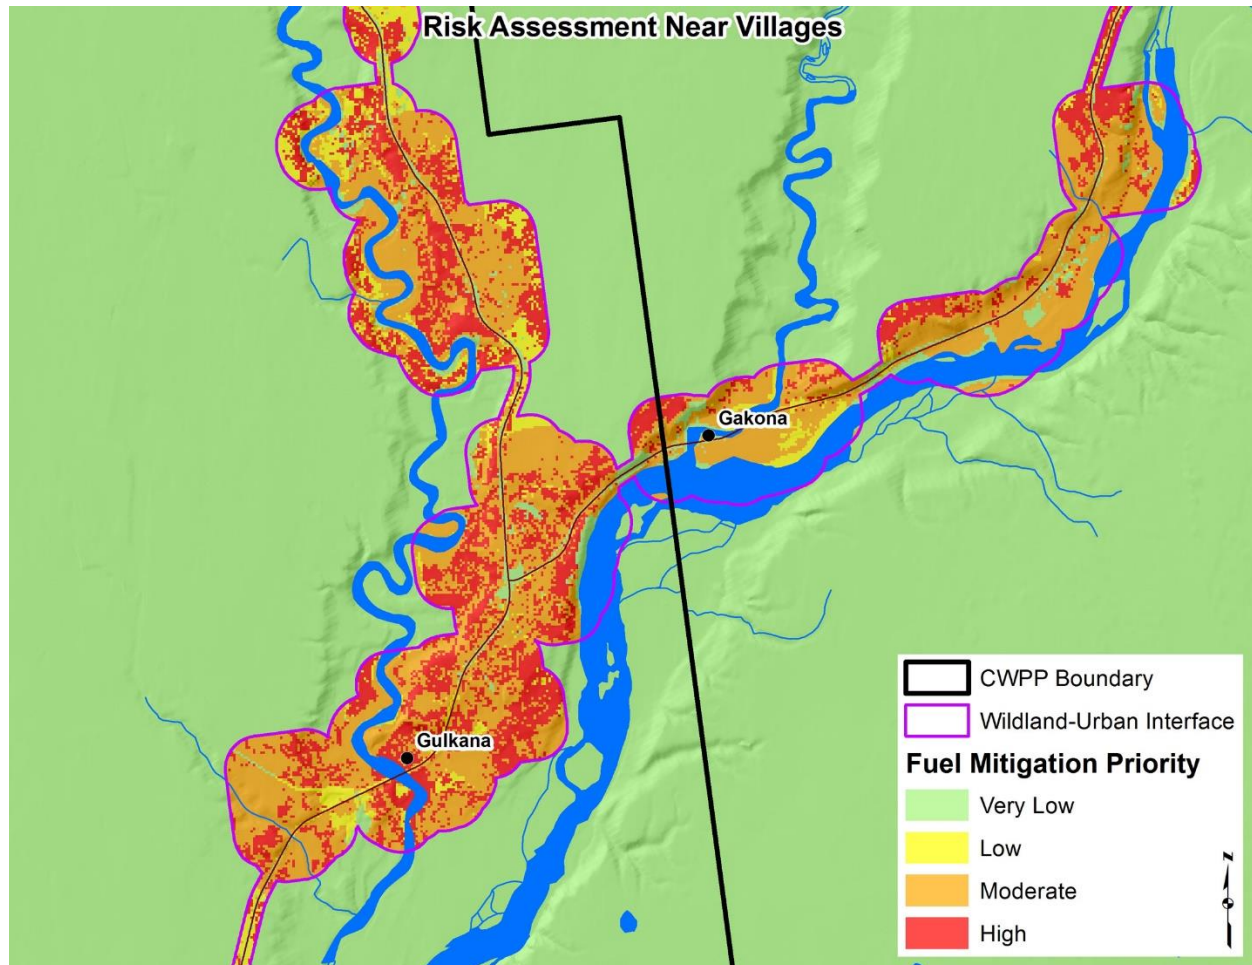 Risk Assessment Near Villages
Gakona
Gulkana
CWPP Boundary
Wildland-Urban Interface
Fuel Mitigation Priority
Very Low
Low
Moderate
High
N